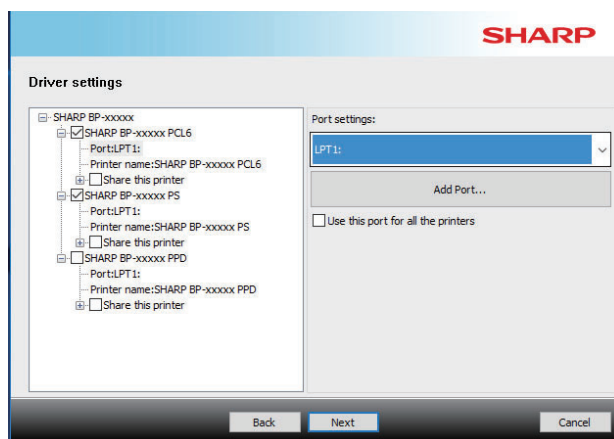 SHARP
Driver settings
SHARP BP-xxxxx
SHARP BP-xxxxx PCL6
Port:LPT1:
Printer name:SHARP BP-xxxxx PCL6
Share this printer
SHARP BP-xxxxx PS
Port:LPT1:
Printer name:SHARP BP-xxxxx PS
Share this printer
SHARP BP-xxxxx PPD
Port:LPT1:
Printer name:SHARP BP-xxxxx PPD
Share this printer
Port settings:
LPT1:
Add Port...
Use this port for all the printers
Back
Next
Cancel